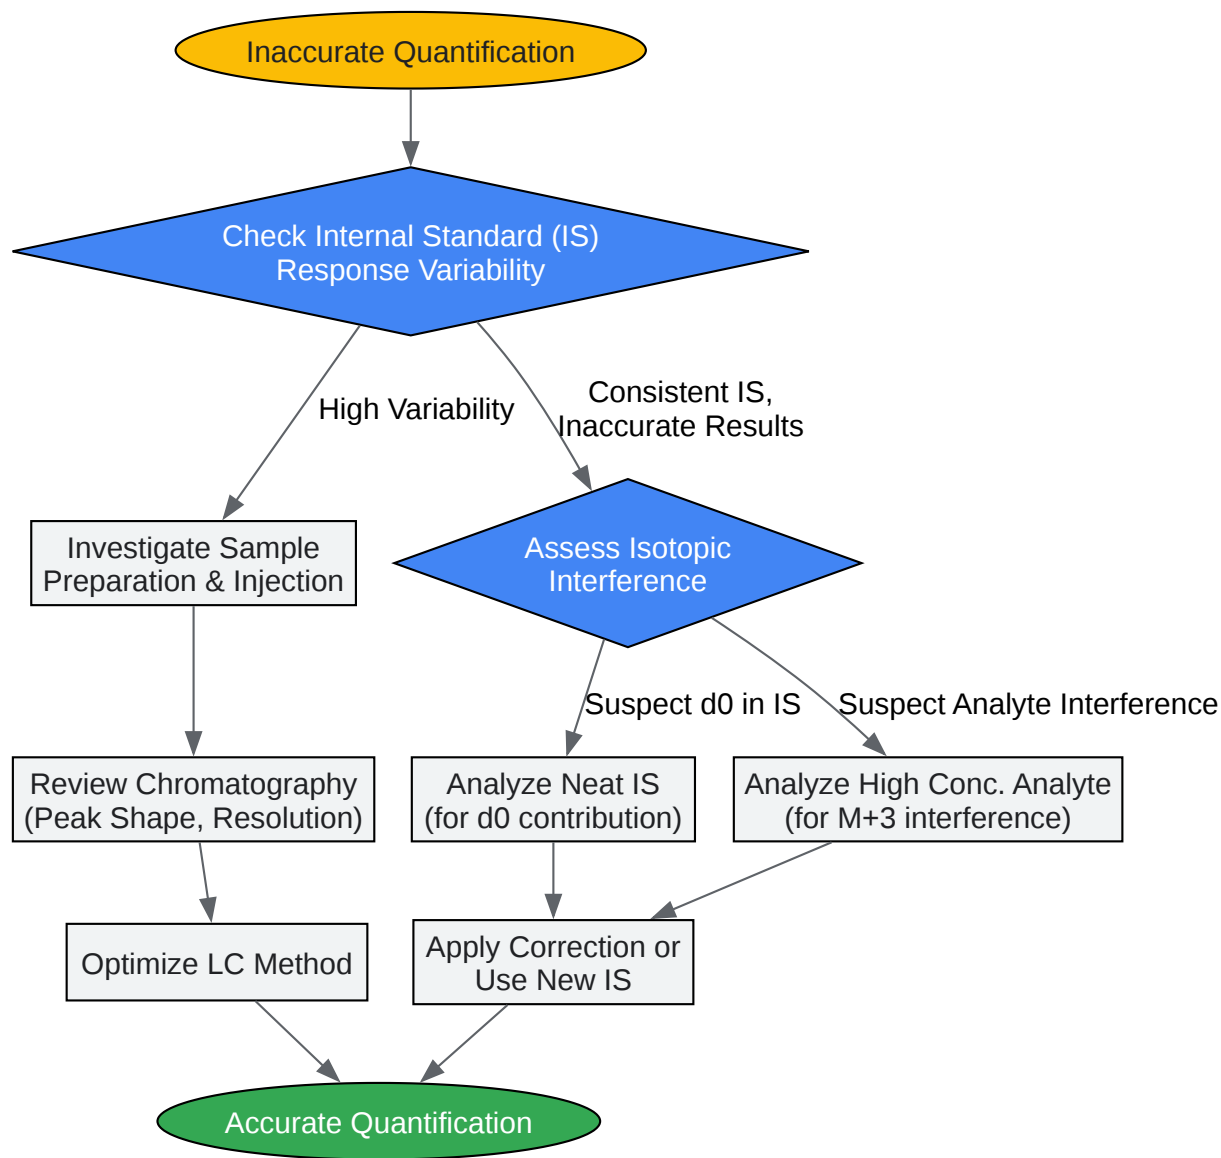 Inaccurate Quantification
Check Internal Standard (IS)
Response Variability
High Variability
Consistent IS,
Inaccurate Results
Investigate Sample
Preparation & Injection
Assess Isotopic
Interference
Suspect d0 in IS
Suspect Analyte Interference
Review Chromatography
(Peak Shape, Resolution)
Analyze Neat IS
(for d0 contribution)
Analyze High Conc. Analyte
(for M+3 interference)
Optimize LC Method
Apply Correction or
Use New IS
Accurate Quantification